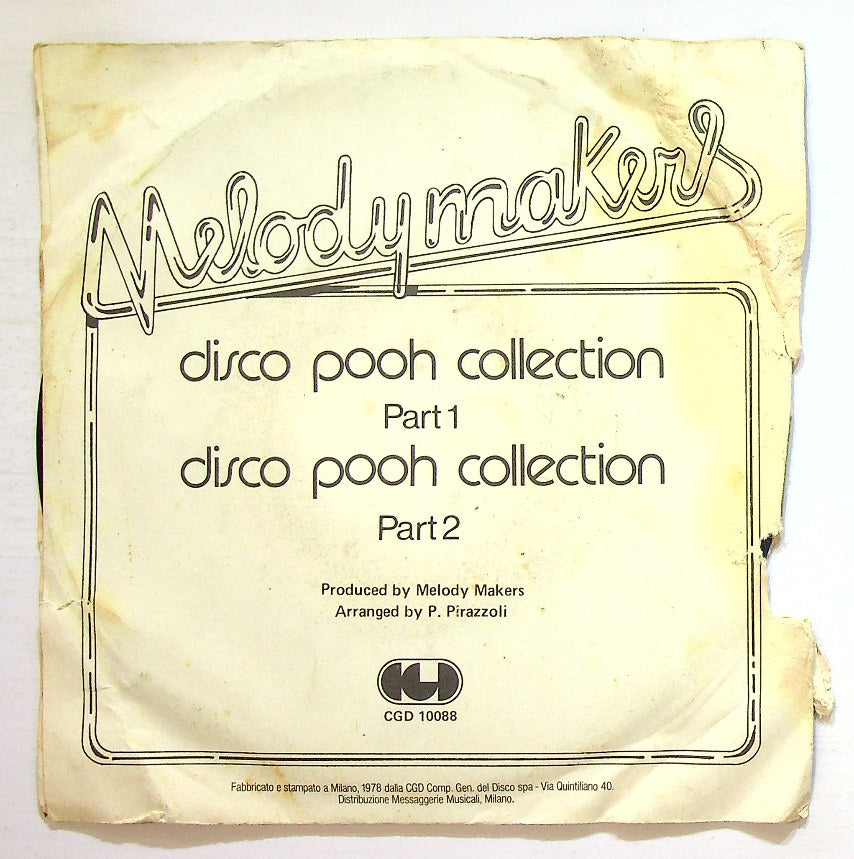 Melody makers
disco pooh collection
Part 1
disco pooh collection
Part 2
Produced by Melody Makers
Arranged by P. Pirazzoli
CGD
CGD 10088
Fabbricato e stampato a Milano, 1978 dalla CGD Comp. Gen. del Disco spa - Via Quintiliano 40.
Distribuzione Messaggerie Musicali, Milano.